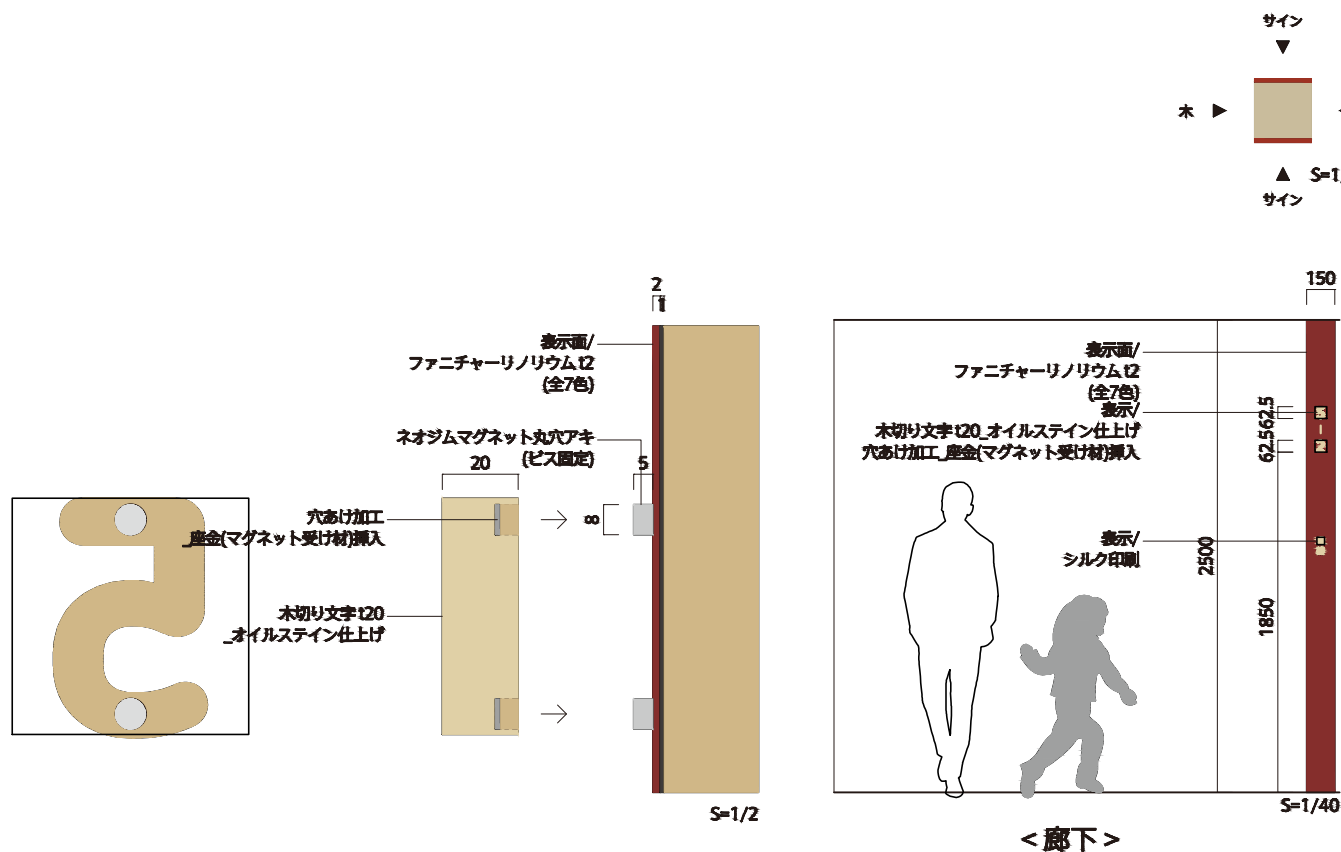 サイン
木
S=1/
サイン
2
1
表示面/
ファニチャーリノリウム t2
(全7色)
ネオジムマグネット丸穴アキ
(ビス固定)
20
5
8
穴あけ加工
_座金(マグネット受け材)挿入
木切り文字 t20
_オイルステイン仕上げ
S=1/2
150
表示面/
ファニチャーリノリウム t2
(全7色)
表示/
木切り文字 t20_オイルステイン仕上げ
穴あけ加工_座金(マグネット受け材)挿入
62.5
62.5
表示/
シルク印刷
2500
1850
S=1/40
<廊下>